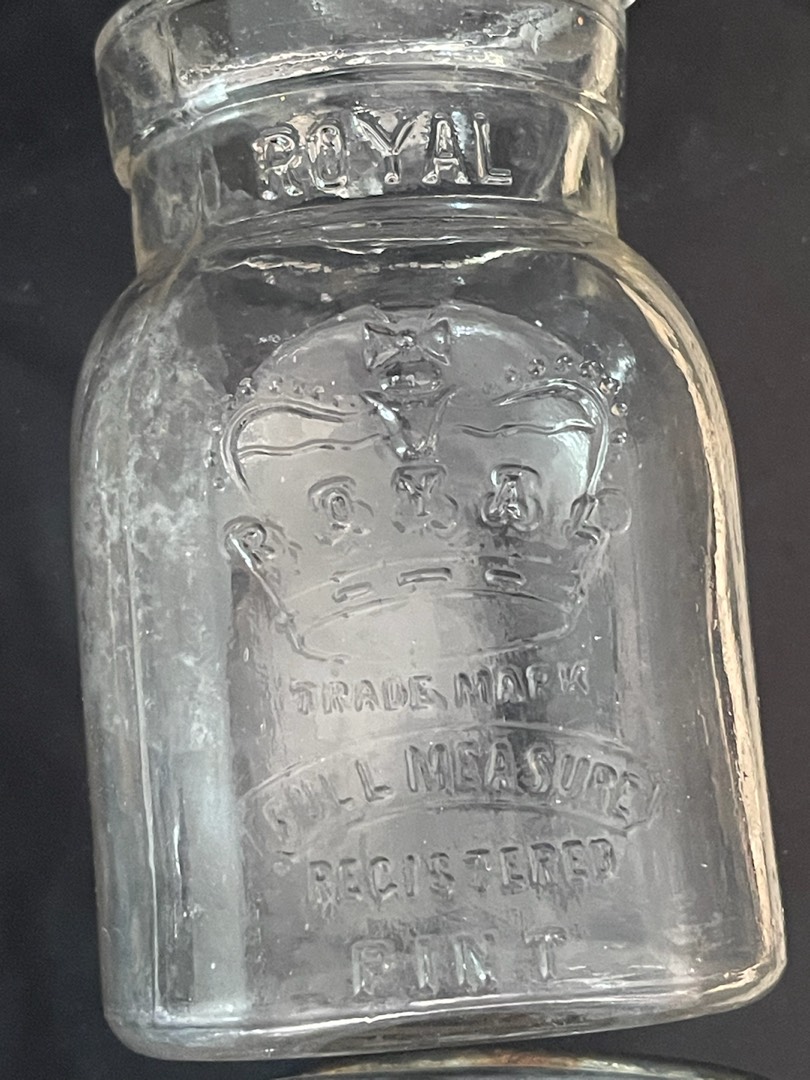 ROYAL
ROYAL
TRADE MARK
FULL MEASURE
REGISTERED
PINT